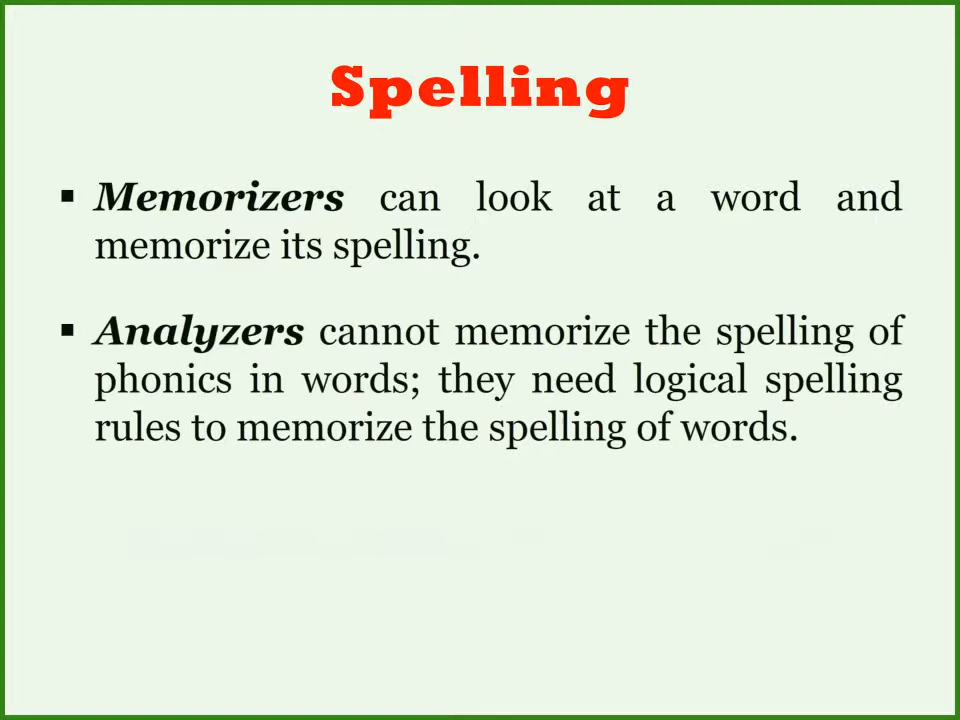 Spelling
▪ Memorizers can look at a word and
memorize its spelling.
▪ Analyzers cannot memorize the spelling of
phonics in words; they need logical spelling
rules to memorize the spelling of words.